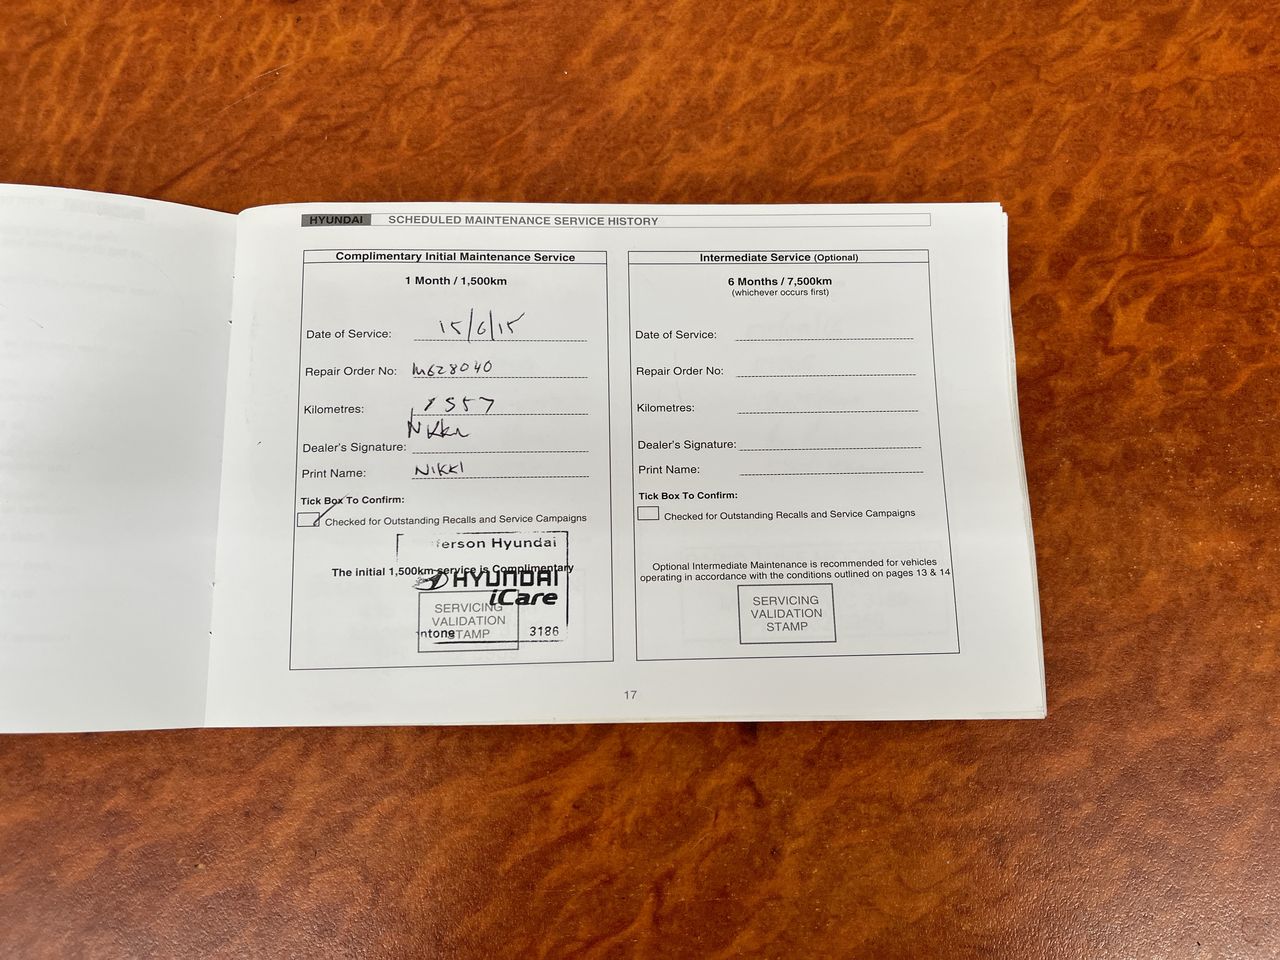 HYUNDAI SCHEDULED MAINTENANCE SERVICE HISTORY
Complimentary Initial Maintenance Service
1 Month / 1,500km
Date of Service: 15/6/15
Repair Order No: M628040
Kilometres: 1557
Dealer's Signature: Nikki
Print Name: NIKKI
Tick Box To Confirm:
Checked for Outstanding Recalls and Service Campaigns
erson Hyundai
The initial 1,500km service is Complimentary
HYUNDAI
iCare
SERVICING
VALIDATION
STAMP
ntone 3186
Intermediate Service (Optional)
6 Months / 7,500km
(whichever occurs first)
Date of Service:
Repair Order No:
Kilometres:
Dealer's Signature:
Print Name:
Tick Box To Confirm:
Checked for Outstanding Recalls and Service Campaigns
Optional Intermediate Maintenance is recommended for vehicles
operating in accordance with the conditions outlined on pages 13 & 14
SERVICING
VALIDATION
STAMP
17